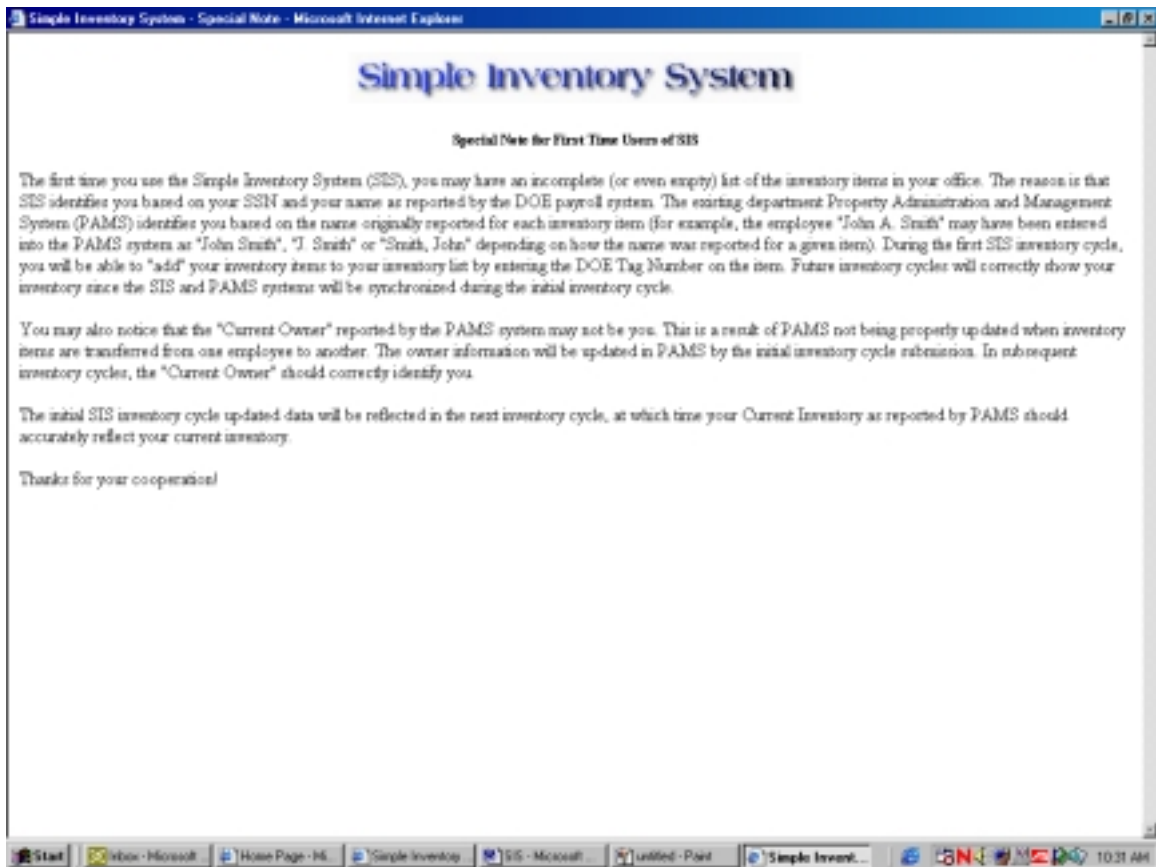 Simple Inventory System - Special Note - Microsoft Internet Explorer
Simple Inventory System
Special Note for First Time Users of SIS
The first time you use the Simple Inventory System (SIS), you may have an incomplete (or even empty) list of the inventory items in your office. The reason is that
SIS identifies you based on your SSN and your name as reported by the DOE payroll system. The existing department Property Administration and Management
System (PAMS) identifies you based on the name originally reported for each inventory item (for example, the employee "John A. Smith" may have been entered
into the PAMS system as "John Smith", "J. Smith" or "Smith, John" depending on how the name was reported for a given item). During the first SIS inventory cycle,
you will be able to "add" your inventory items to your inventory list by entering the DOE Tag Number on the item. Future inventory cycles will correctly show your
inventory since the SIS and PAMS systems will be synchronized during the initial inventory cycle.
You may also notice that the "Current Owner" reported by the PAMS system may not be you. This is a result of PAMS not being properly updated when inventory
items are transferred from one employee to another. The owner information will be updated in PAMS by the initial inventory cycle submission. In subsequent
inventory cycles, the "Current Owner" should correctly identify you.
The initial SIS inventory cycle updated data will be reflected in the next inventory cycle, at which time your Current Inventory as reported by PAMS should
accurately reflect your current inventory.
Thanks for your cooperation!
Start Inbox - Microsoft ... Home Page - Mi... Simple Inventory SIS - Microsoft ... untitled - Paint Simple Invent... 10:31 AM